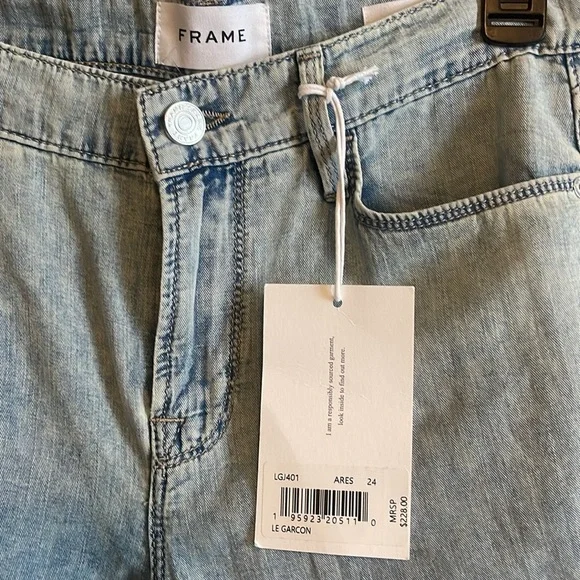 FRAME
I am a responsibly sourced garment,
look inside to find out more.
LGJ401 ARES 24
1 95923 20511 0
LE GARCON
MRSP
$228.00